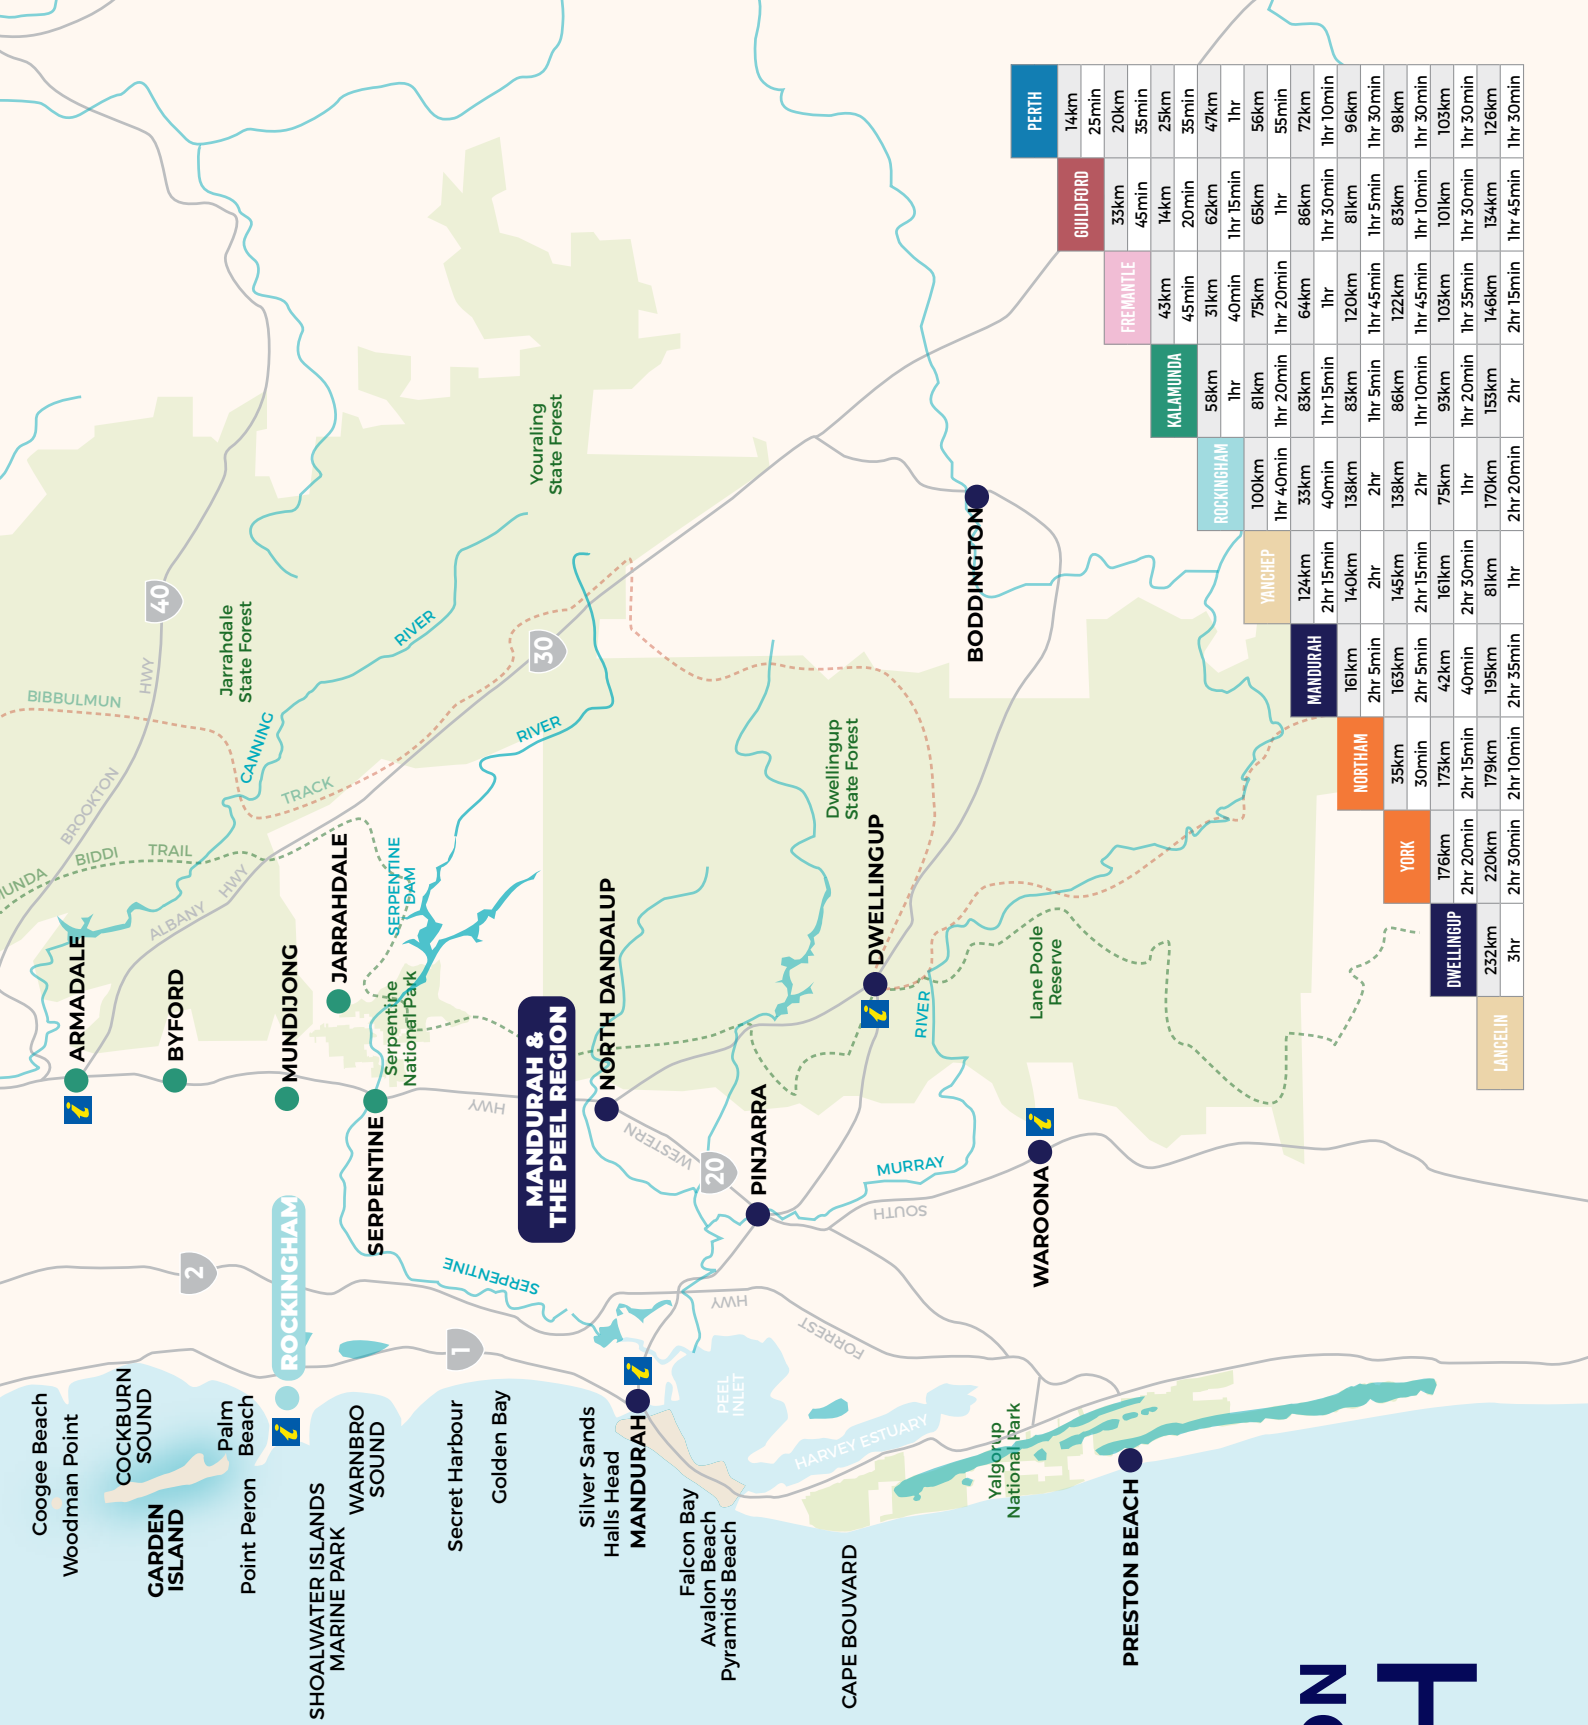 Coogee Beach
Woodman Point
COCKBURN
SOUND
GARDEN
ISLAND
Palm
Beach
Point Peron
SHOALWATER ISLANDS
MARINE PARK
WARNBRO
SOUND
Secret Harbour
Golden Bay
Silver Sands
Halls Head
MANDURAH
Falcon Bay
Avalon Beach
Pyramids Beach
CAPE BOUVARD
PRESTON BEACH
Yalgorup
National Park
HARVEY ESTUARY
PEEL
INLET
ROCKINGHAM
2
1
SERPENTINE
FORREST
HWY
ARMADALE
BYFORD
MUNDIJONG
JARRAHDALE
SERPENTINE
Serpentine
National Park
SERPENTINE
DAM
MANDURAH &
THE PEEL REGION
NORTH DANDALUP
PINJARRA
DWELLINGUP
WAROONA
BODDINGTON
SOUTH
WESTERN
HWY
20
MURRAY
RIVER
Lane Poole
Reserve
Dwellingup
State Forest
Youraling
State Forest
Jarrahdale
State Forest
BIBBULMUN
TRACK
BIDDI
TRAIL
BROOKTON
HWY
40
ALBANY
HWY
30
CANNING
RIVER
RIVER
PERTH
14km GUILDFORD
25min
20km 33km FREMANTLE
35min 45min
25km 14km 43km KALAMUNDA
35min 20min 45min
47km 62km 31km 58km ROCKINGHAM
1hr 1hr 15min 40min 1hr
56km 65km 75km 81km 100km YANCHEP
55min 1hr 1hr 20min 1hr 20min 1hr 40min
72km 86km 64km 83km 33km 124km MANDURAH
1hr 10min 1hr 30min 1hr 1hr 15min 40min 2hr 15min
96km 81km 120km 83km 138km 140km 161km NORTHAM
1hr 30min 1hr 5min 1hr 45min 1hr 5min 2hr 2hr 2hr 5min
98km 83km 122km 86km 138km 145km 163km 35km YORK
1hr 30min 1hr 10min 1hr 45min 1hr 10min 2hr 2hr 15min 2hr 5min 30min
103km 101km 103km 93km 75km 161km 42km 173km 176km DWELLINGUP
1hr 30min 1hr 30min 1hr 35min 1hr 20min 1hr 2hr 30min 40min 2hr 15min 2hr 20min
126km 134km 146km 153km 170km 81km 195km 179km 220km 232km LANCELIN
1hr 30min 1hr 45min 2hr 15min 2hr 2hr 20min 1hr 2hr 35min 2hr 10min 2hr 30min 3hr